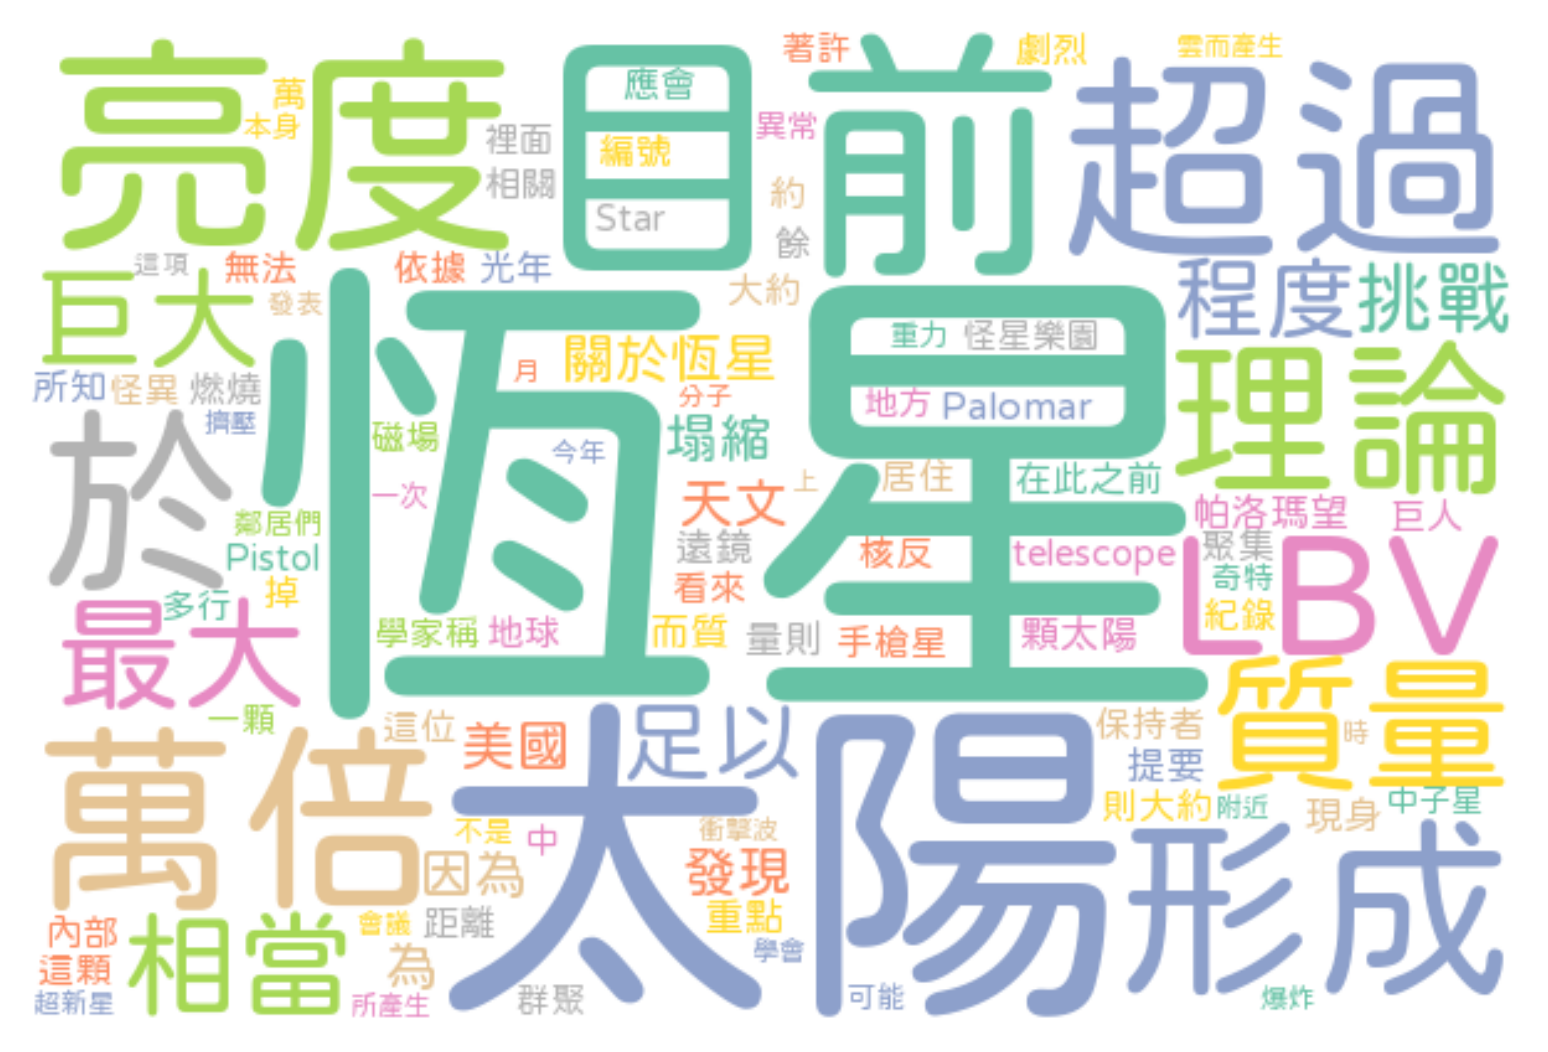 亮度
目前
超過
著許
劇烈
雲而產生
萬
本身
裡面
應會
異常
編號
相關
約
Star
餘
這項
無法
依據
光年
大約
程度
挑戰
巨大
發表
恆星
重力
怪星樂園
關於恆星
理論
所知
怪異
燃燒
月
分子
地方
Palomar
擠壓
於
磁場
塌縮
今年
居住
在此之前
一次
天文
上
鄰居們
帕洛瑪望
巨人
Pistol
遠鏡
核反
telescope
聚集
LBV
掉
看來
奇特
多行
最大
學家稱
地球
而質
量則
手槍星
顆太陽
紀錄
質量
一顆
這位
美國
足以
保持者
時
萬倍
太陽
提要
不是
中
衝擊波
則大約
附近
現身
中子星
因為
發現
形成
內部
相當
會議
距離
重點
這顆
為
學會
超新星
所產生
群聚
可能
爆炸